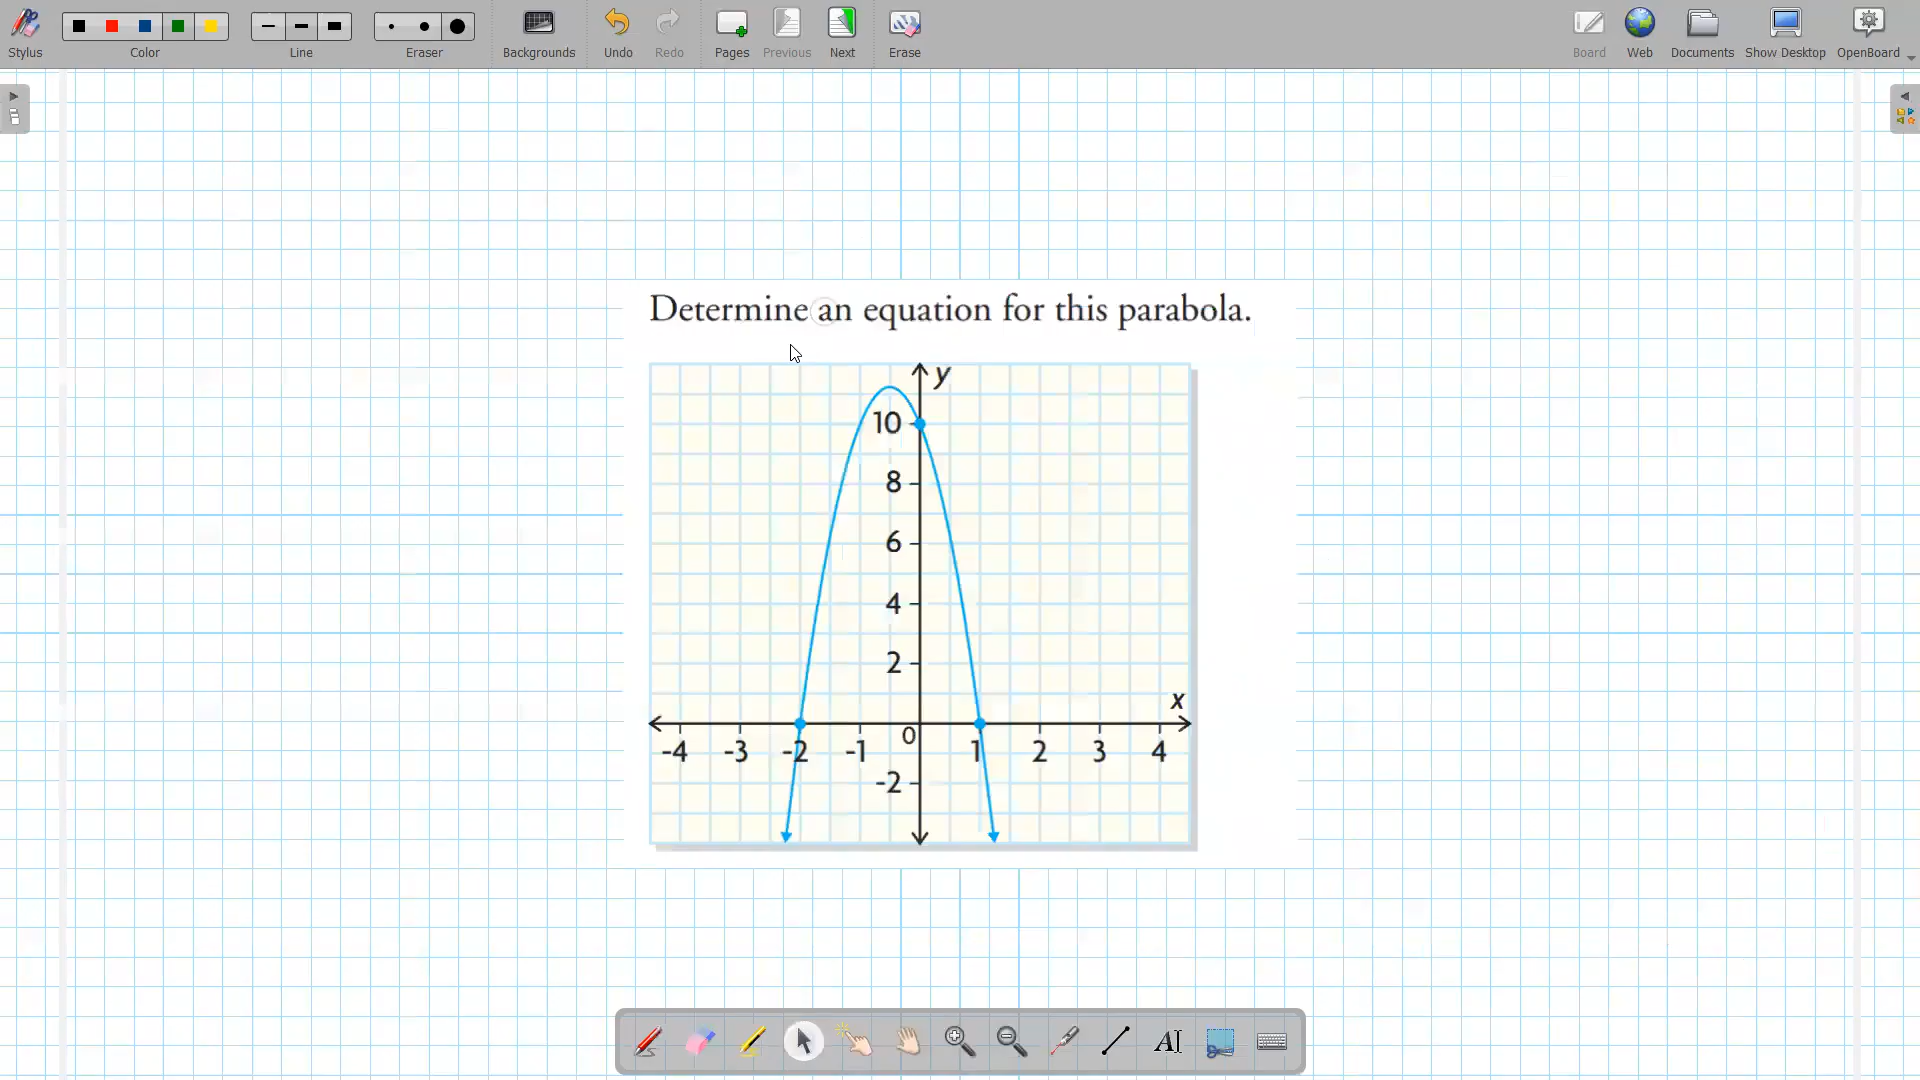 Stylus Color Line Eraser Backgrounds Undo Redo Pages Previous Next Erase Board Web Documents Show Desktop OpenBoard
Determine an equation for this parabola.
y
10
8
6
4
2
x
0
-4 -3 -2 -1 1 2 3 4
-2
A